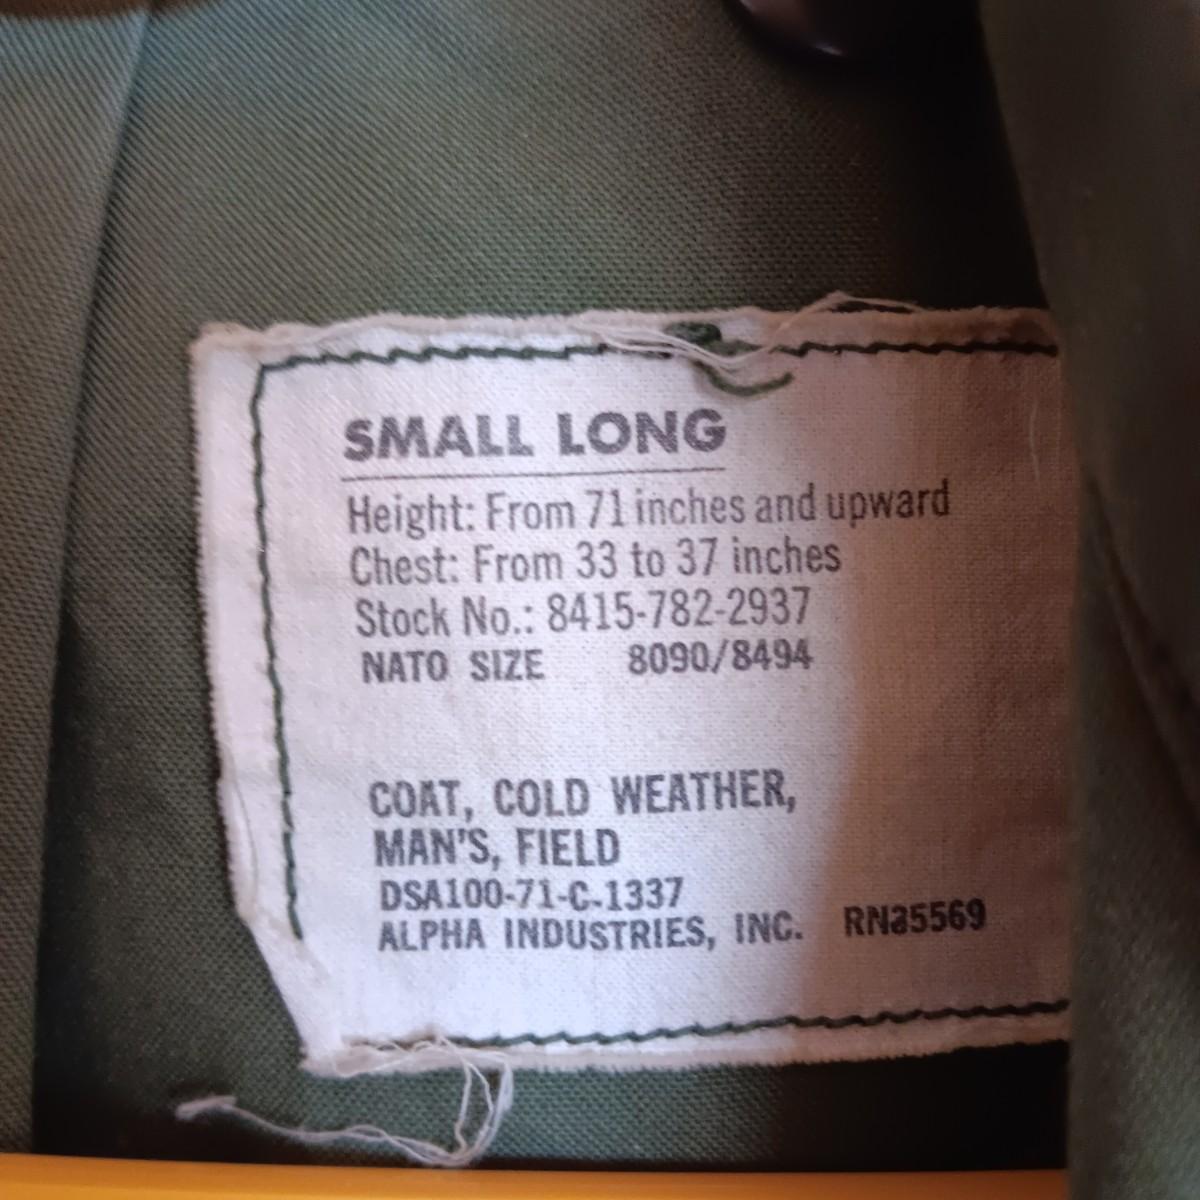 SMALL LONG
Height: From 71 inches and upward
Chest: From 33 to 37 inches
Stock No.: 8415-782-2937
NATO SIZE 8090/8494
COAT, COLD WEATHER,
MAN'S, FIELD
DSA100-71-C-1337
ALPHA INDUSTRIES, INC. RNa5569